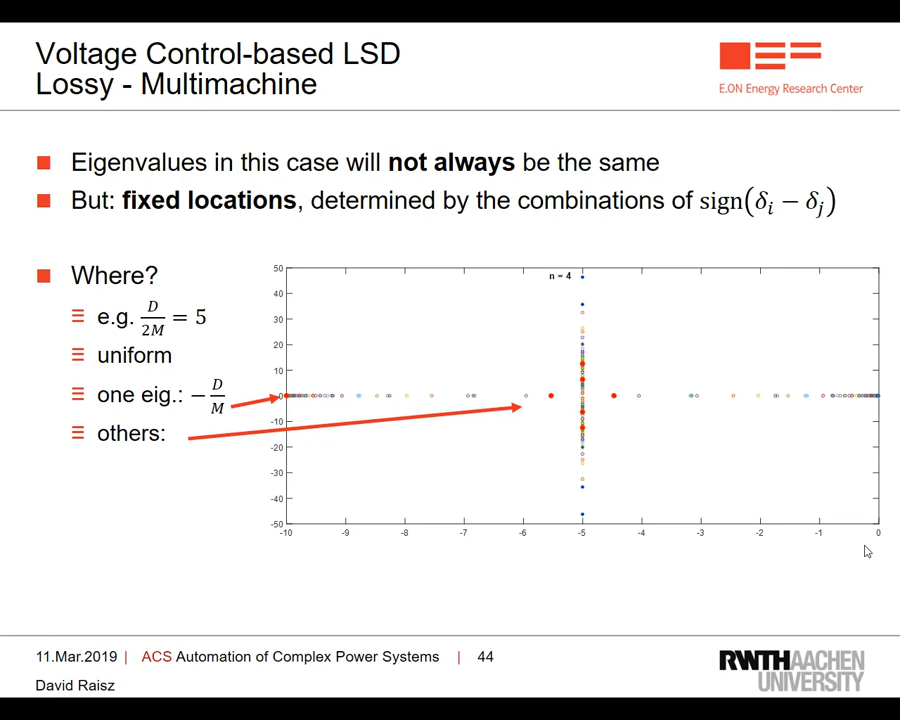 Voltage Control-based LSD
Lossy - Multimachine
E.ON Energy Research Center
Eigenvalues in this case will not always be the same
But: fixed locations, determined by the combinations of sign(δᵢ − δⱼ)
Where?
e.g. D/2M = 5
uniform
one eig.: − D/M
others:
n = 4
50
40
30
20
10
0
-10
-20
-30
-40
-50
-10 -9 -8 -7 -6 -5 -4 -3 -2 -1 0
11.Mar.2019 | ACS Automation of Complex Power Systems | 44
David Raisz
RWTHAACHEN
UNIVERSITY